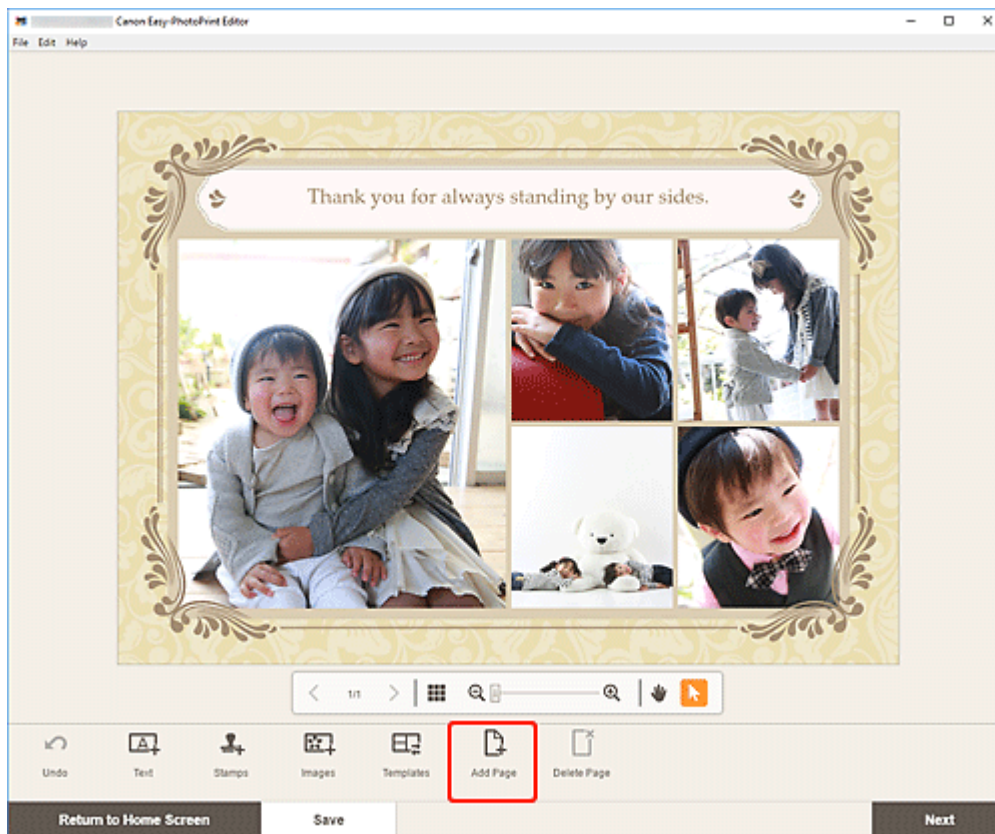 Canon Easy-PhotoPrint Editor
File Edit Help
Thank you for always standing by our sides.
1/1
Undo Text Stamps Images Templates Add Page Delete Page
Return to Home Screen Save Next